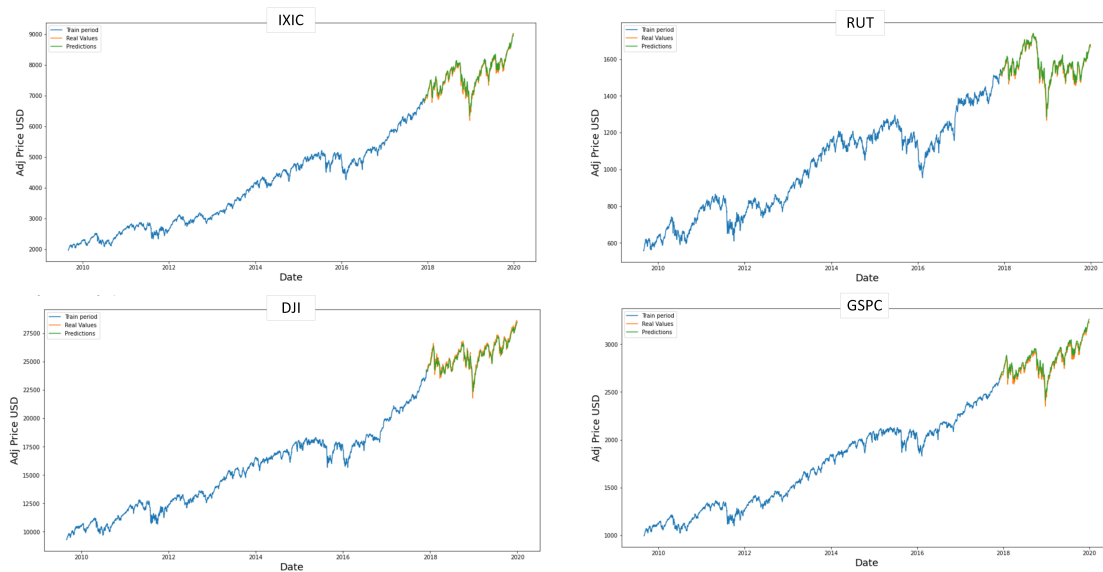 IXIC
Train period
Real Values
Predictions
9000
8000
7000
6000
5000
4000
3000
2000
Adj Price USD
2010
2012
2014
2016
2018
2020
Date
RUT
Train period
Real Values
Predictions
1600
1400
1200
1000
800
600
Adj Price USD
2010
2012
2014
2016
2018
2020
Date
DJI
Train period
Real Values
Predictions
27500
25000
22500
20000
17500
15000
12500
10000
Adj Price USD
2010
2012
2014
2016
2018
2020
Date
GSPC
Train period
Real Values
Predictions
3000
2500
2000
1500
1000
Adj Price USD
2010
2012
2014
2016
2018
2020
Date